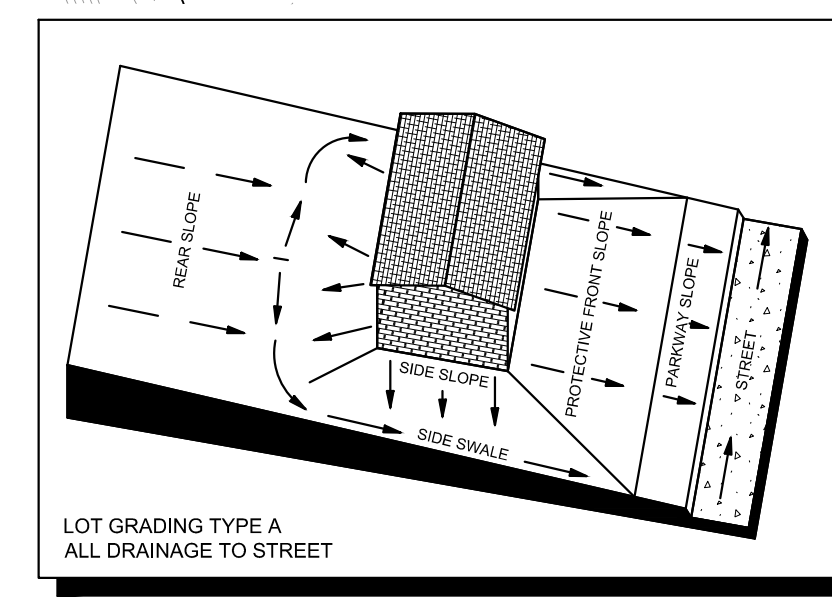 REAR SLOPE
SIDE SLOPE
SIDE SWALE
PROTECTIVE FRONT SLOPE
PARKWAY SLOPE
STREET
LOT GRADING TYPE A
ALL DRAINAGE TO STREET